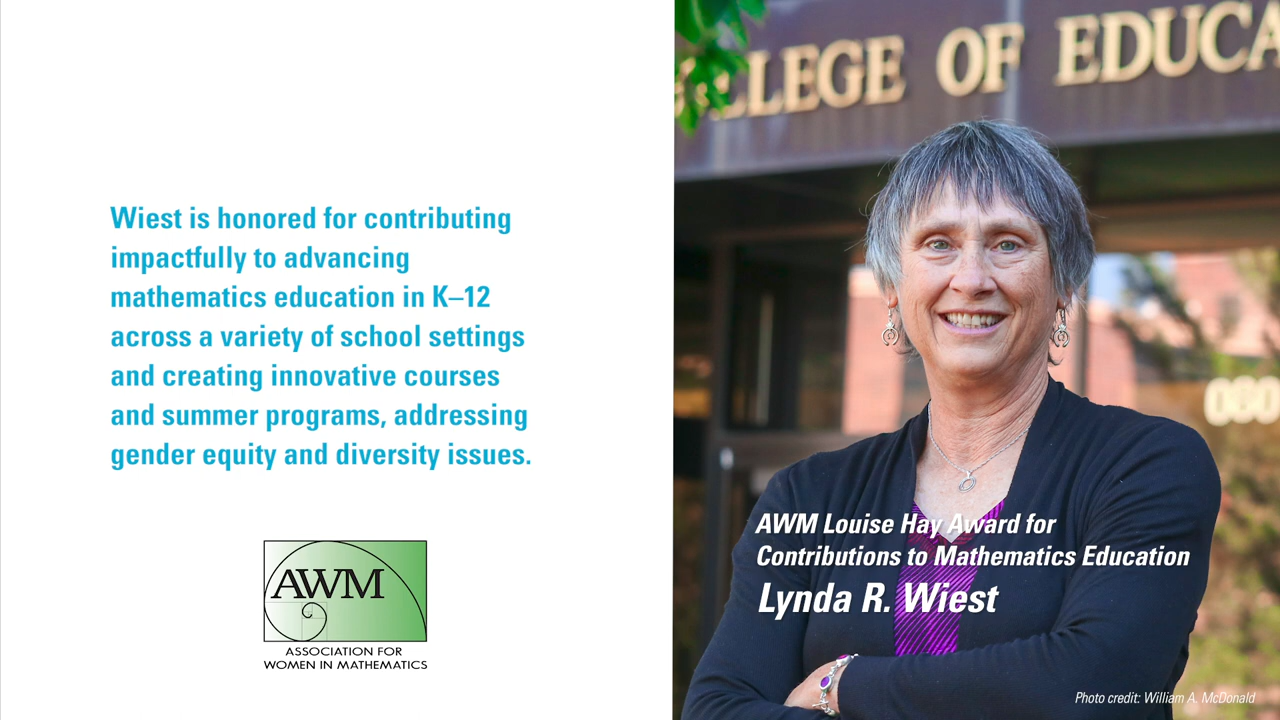 Wiest is honored for contributing
impactfully to advancing
mathematics education in K–12
across a variety of school settings
and creating innovative courses
and summer programs, addressing
gender equity and diversity issues.
AWM
ASSOCIATION FOR
WOMEN IN MATHEMATICS
LLEGE OF EDUCA
AWM Louise Hay Award for
Contributions to Mathematics Education
Lynda R. Wiest
Photo credit: William A. McDonald